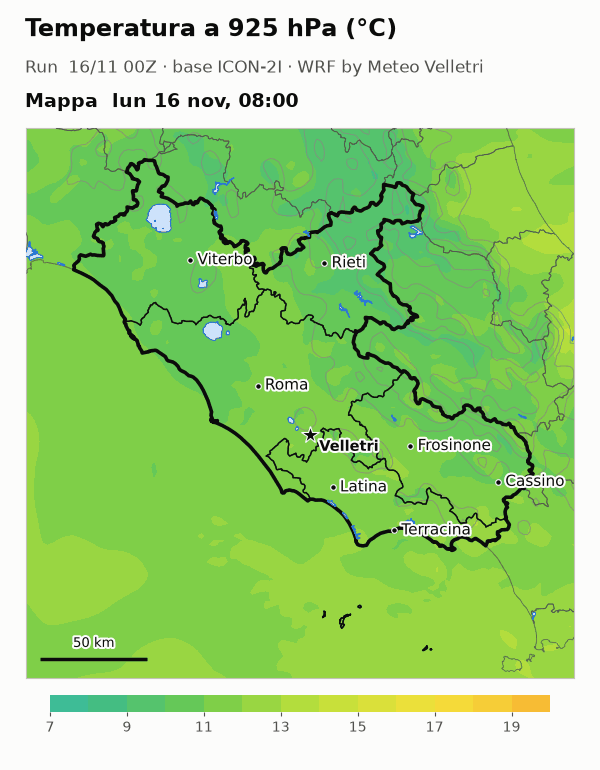 Temperatura a 925 hPa (°C)
Run  16/11 00Z · base ICON-2I · WRF by Meteo Velletri
Mappa  lun 16 nov, 08:00
Viterbo
Rieti
Roma
Velletri
Frosinone
Latina
Cassino
Terracina
50 km
7 9 11 13 15 17 19